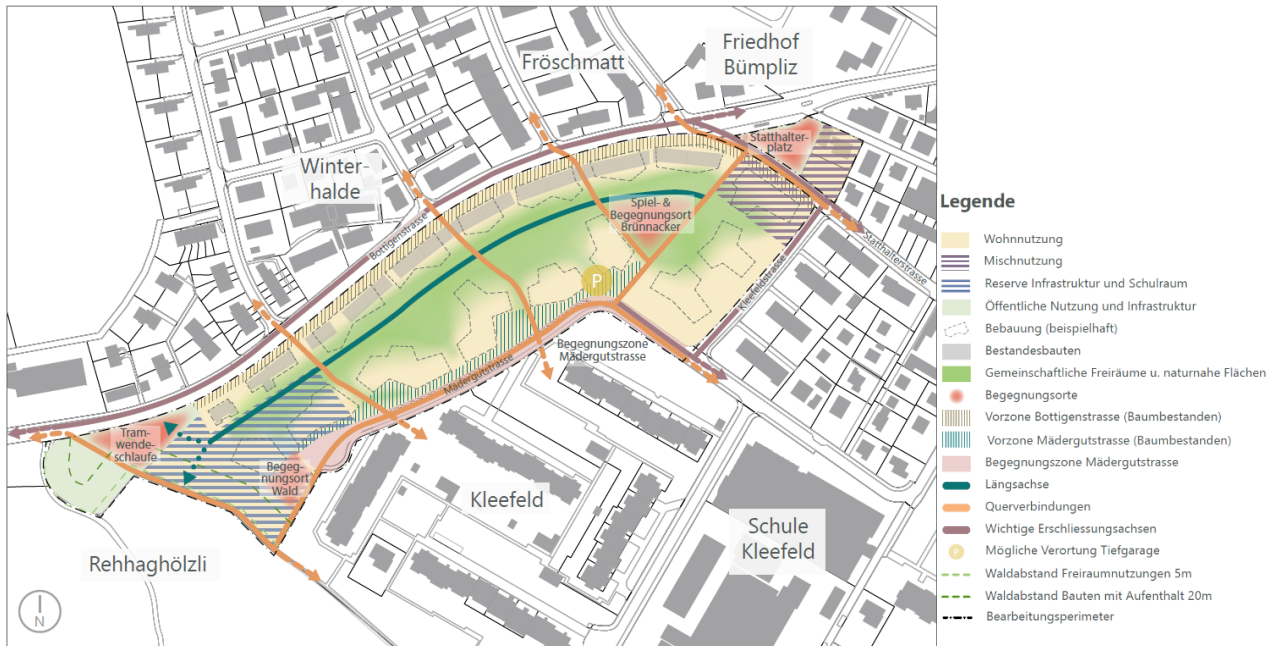 Friedhof
Bümpliz
Fröschmatt
Winter-
halde
Statthalter-
platz
Bottigenstrasse
Spiel- &
Begegnungsort
Brünnacker
Statthalterstrasse
Kleefeldstrasse
P
Begegnungszone
Mädergutstrasse
Mädergutstrasse
Tram-
wende-
schlaufe
Begeg-
nungsort
Wald
Kleefeld
Schule
Kleefeld
Rehhaghölzli
N
Legende
Wohnnutzung
Mischnutzung
Reserve Infrastruktur und Schulraum
Öffentliche Nutzung und Infrastruktur
Bebauung (beispielhaft)
Bestandesbauten
Gemeinschaftliche Freiräume u. naturnahe Flächen
Begegnungsorte
Vorzone Bottigenstrasse (Baumbestanden)
Vorzone Mädergutstrasse (Baumbestanden)
Begegnungszone Mädergutstrasse
Längsachse
Querverbindungen
Wichtige Erschliessungsachsen
P Mögliche Verortung Tiefgarage
Waldabstand Freiraumnutzungen 5m
Waldabstand Bauten mit Aufenthalt 20m
Bearbeitungsperimeter